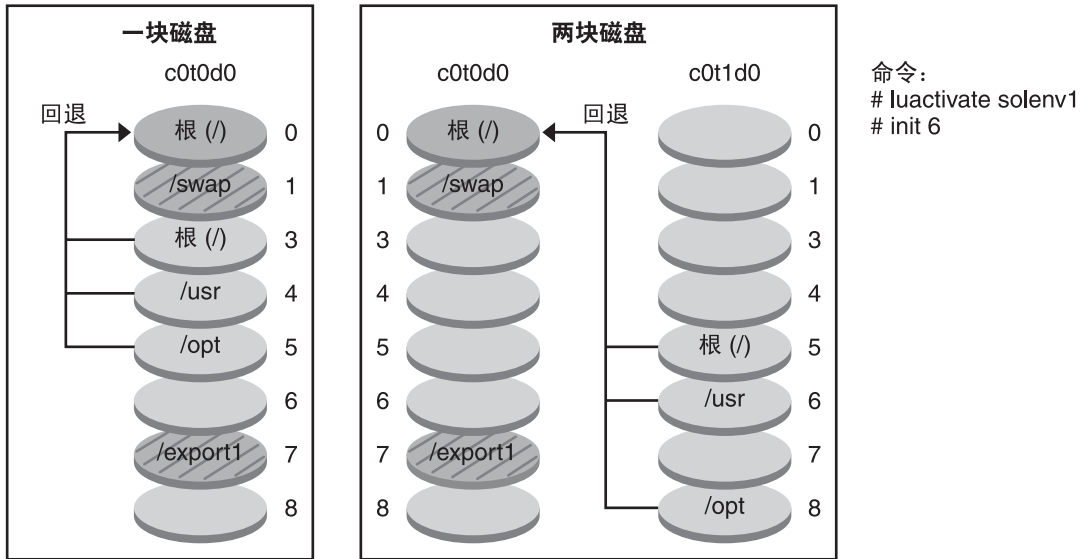 一块磁盘
c0t0d0
回退
根 (/)
0
/swap
1
根 (/)
3
/usr
4
/opt
5
6
/export1
7
8
两块磁盘
c0t0d0
c0t1d0
0
根 (/)
回退
0
1
/swap
1
3
3
4
4
5
根 (/)
5
6
/usr
6
7
/export1
7
8
/opt
8
命令：
# luactivate solenv1
# init 6